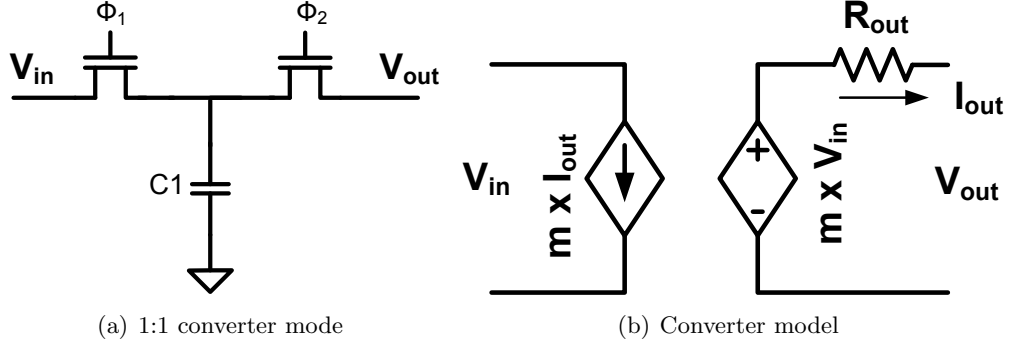 Φ1
Φ2
Vin
Vout
C1
(a) 1:1 converter mode
Rout
Iout
Vin
m x Iout
+
-
m x Vin
Vout
(b) Converter model